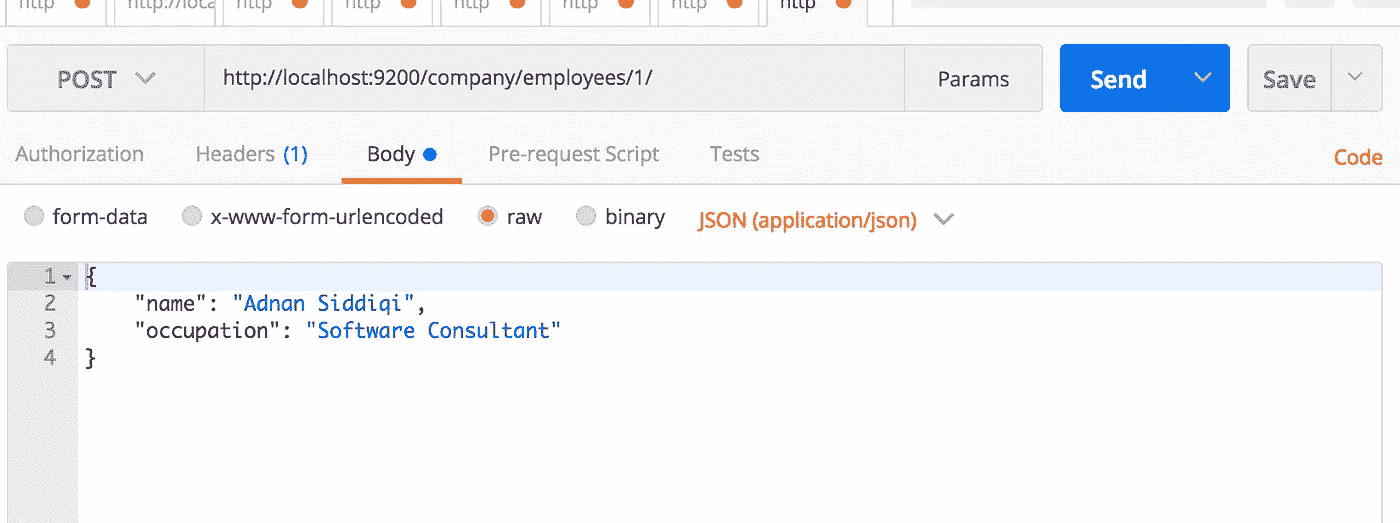 http http://loca http http http http http http
POST http://localhost:9200/company/employees/1/ Params Send Save
Authorization Headers (1) Body Pre-request Script Tests Code
form-data x-www-form-urlencoded raw binary JSON (application/json)
1 {
2 "name": "Adnan Siddiqi",
3 "occupation": "Software Consultant"
4 }